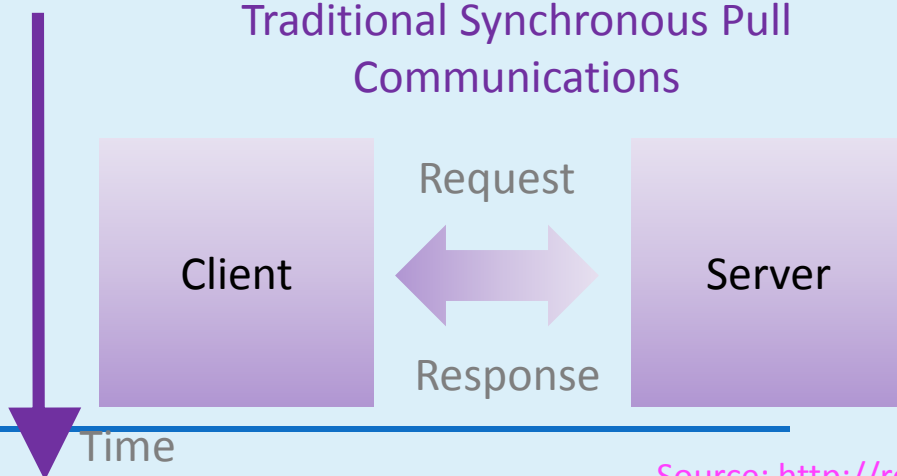 Traditional Synchronous Pull
Communications
Request
Client
Server
Response
Time
Source: http://r